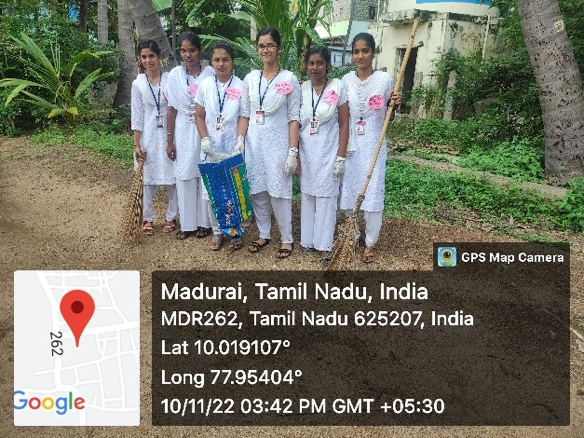 GPS Map Camera
Madurai, Tamil Nadu, India
MDR262, Tamil Nadu 625207, India
Lat 10.019107°
Long 77.95404°
10/11/22 03:42 PM GMT +05:30
262
Google